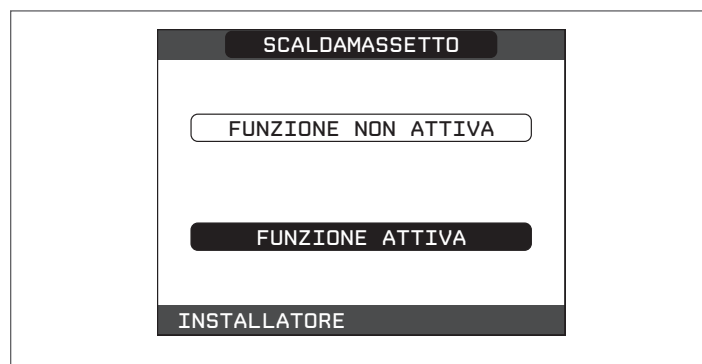 SCALDAMASSETTO
FUNZIONE NON ATTIVA
FUNZIONE ATTIVA
INSTALLATORE